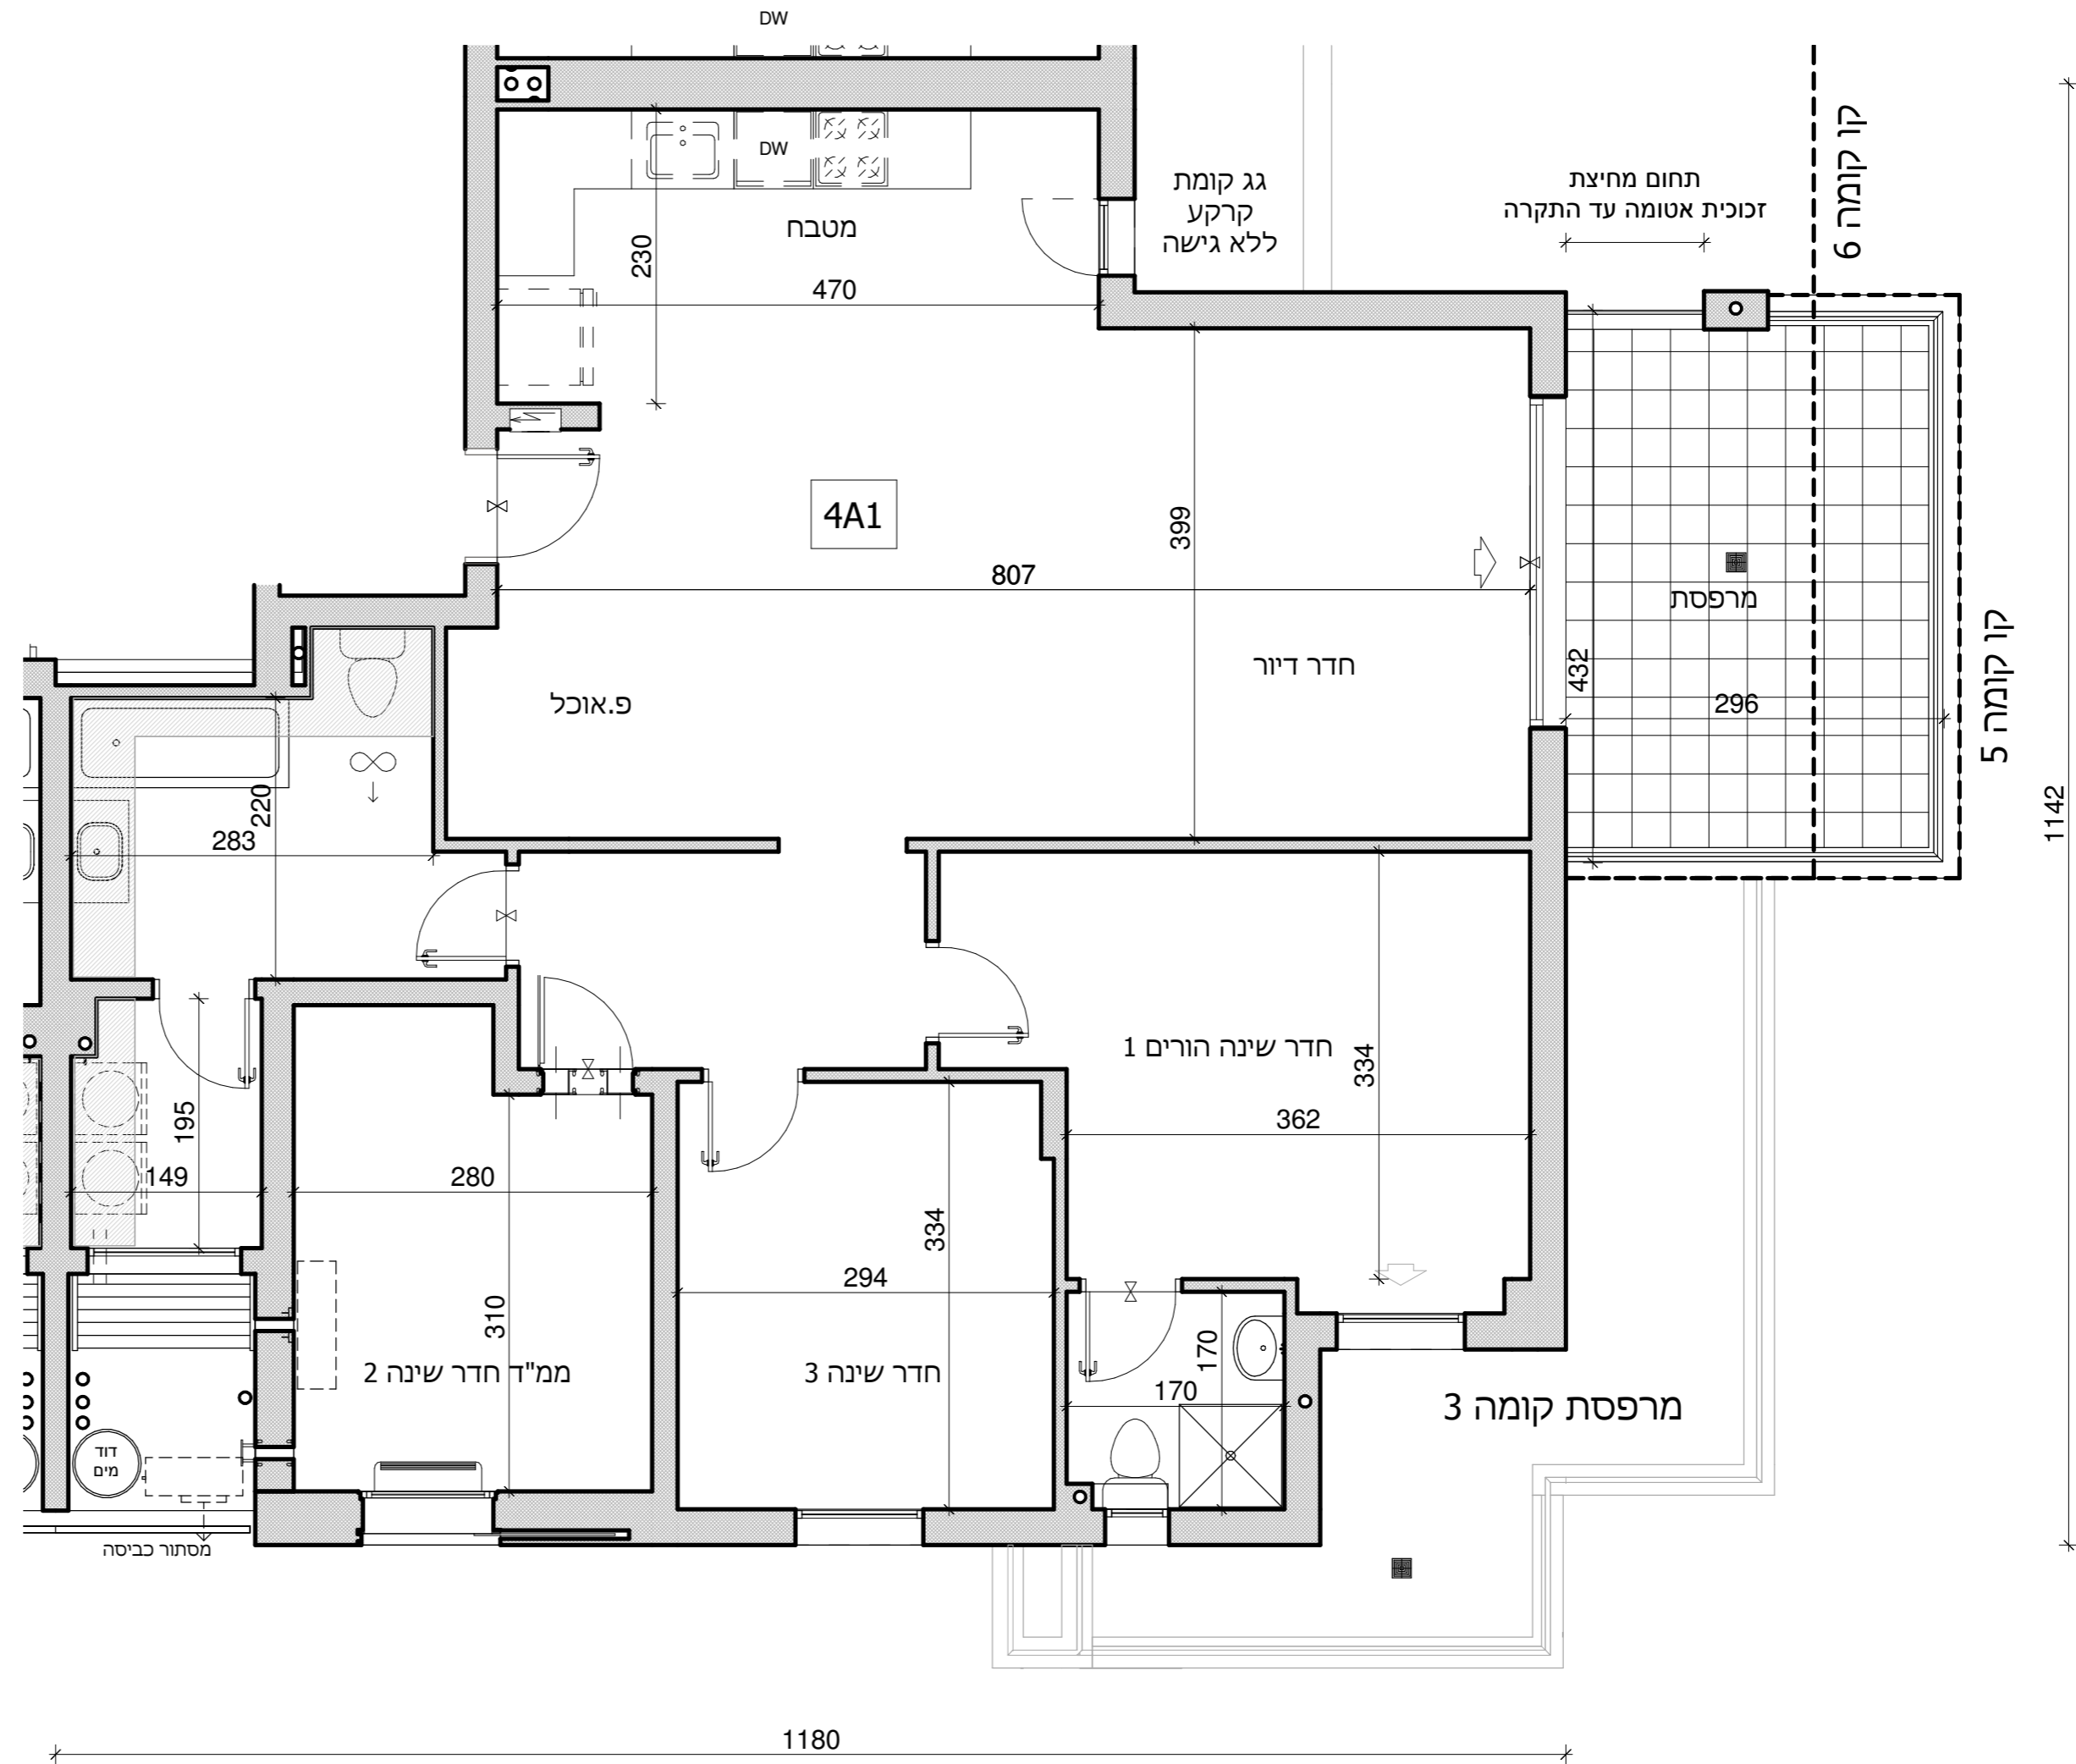 DW
DW
מטבח
230
470
גג קומת
קרקע
ללא גישה
תחום מחיצת
זכוכית אטומה עד התקרה
קו קומה 6
4A1
399
807
מרפסת
432
296
קו קומה 5
חדר דיור
פ.אוכל
1142
220
283
חדר שינה הורים 1
334
362
195
149
280
334
294
310
170
170
ממ"ד חדר שינה 2
חדר שינה 3
מרפסת קומה 3
דוד
מים
מסתור כביסה
1180